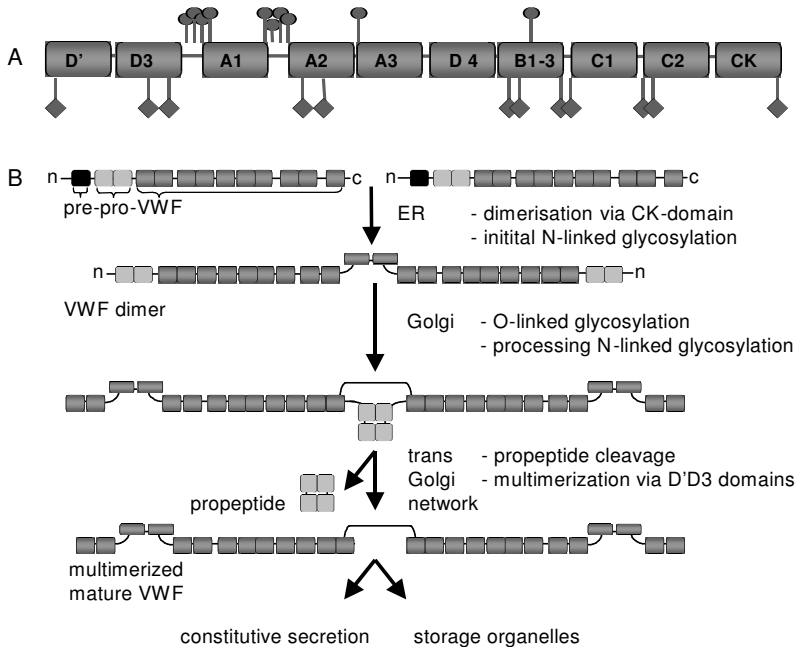 A
D' D3 A1 A2 A3 D 4 B1-3 C1 C2 CK
B
n c n c
pre-pro-VWF
ER - dimerisation via CK-domain
- initital N-linked glycosylation
n n
VWF dimer
Golgi - O-linked glycosylation
- processing N-linked glycosylation
trans - propeptide cleavage
Golgi - multimerization via D'D3 domains
propeptide network
multimerized
mature VWF
constitutive secretion storage organelles